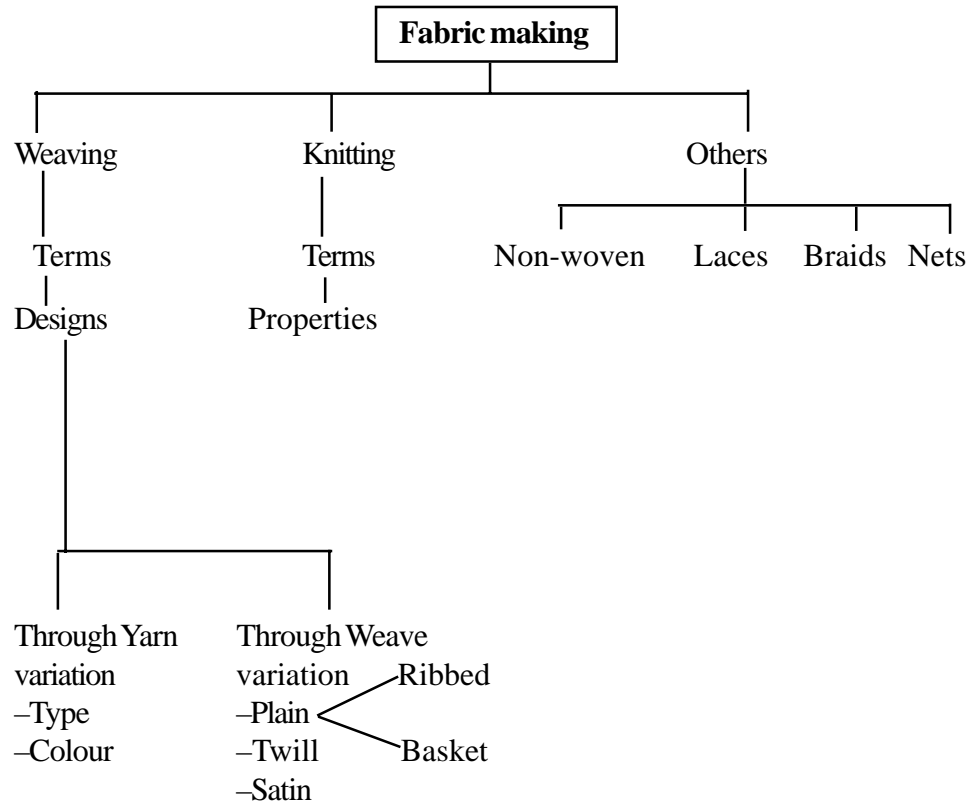 Fabric making
Weaving Knitting Others
Terms Terms Non-woven Laces Braids Nets
Designs Properties
Through Yarn Through Weave
variation variation Ribbed
–Type –Plain
–Colour –Twill Basket
–Satin